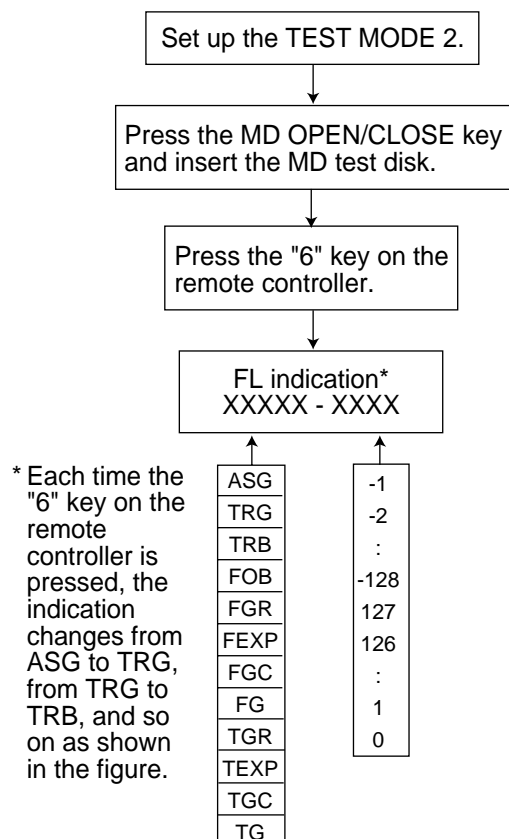 Set up the TEST MODE 2.
Press the MD OPEN/CLOSE key
and insert the MD test disk.
Press the "6" key on the
remote controller.
FL indication*
XXXXX - XXXX
* Each time the
"6" key on the
remote
controller is
pressed, the
indication
changes from
ASG to TRG,
from TRG to
TRB, and so
on as shown
in the figure.
ASG
TRG
TRB
FOB
FGR
FEXP
FGC
FG
TGR
TEXP
TGC
TG
-1
-2
:
-128
127
126
:
1
0